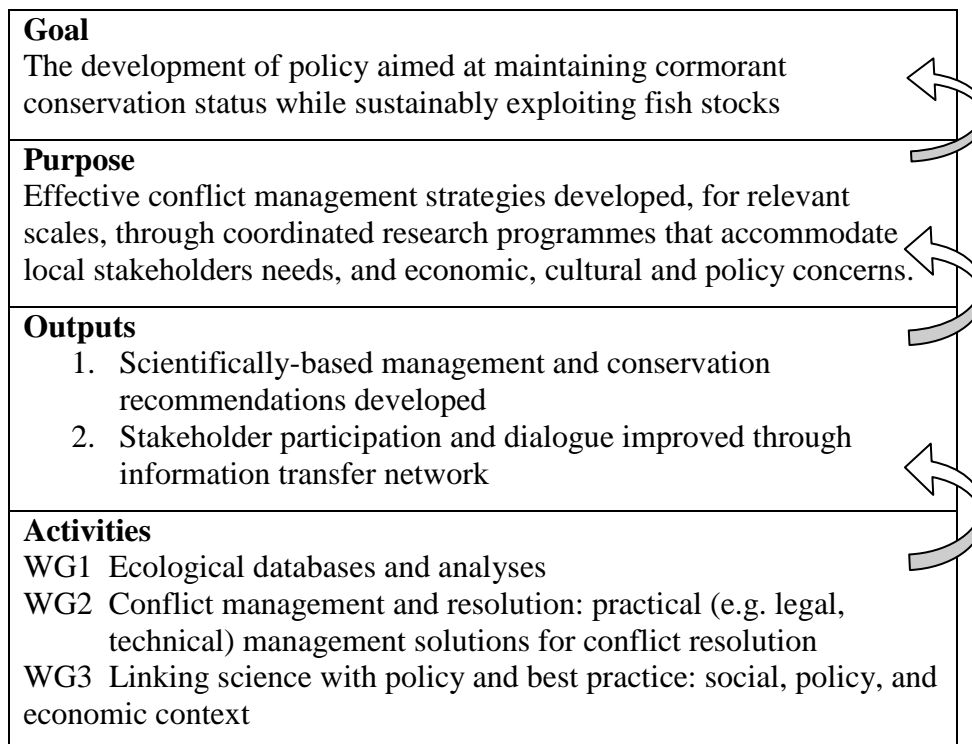 Goal
The development of policy aimed at maintaining cormorant
conservation status while sustainably exploiting fish stocks
Purpose
Effective conflict management strategies developed, for relevant
scales, through coordinated research programmes that accommodate
local stakeholders needs, and economic, cultural and policy concerns.
Outputs
1. Scientifically-based management and conservation
recommendations developed
2. Stakeholder participation and dialogue improved through
information transfer network
Activities
WG1 Ecological databases and analyses
WG2 Conflict management and resolution: practical (e.g. legal,
technical) management solutions for conflict resolution
WG3 Linking science with policy and best practice: social, policy, and
economic context